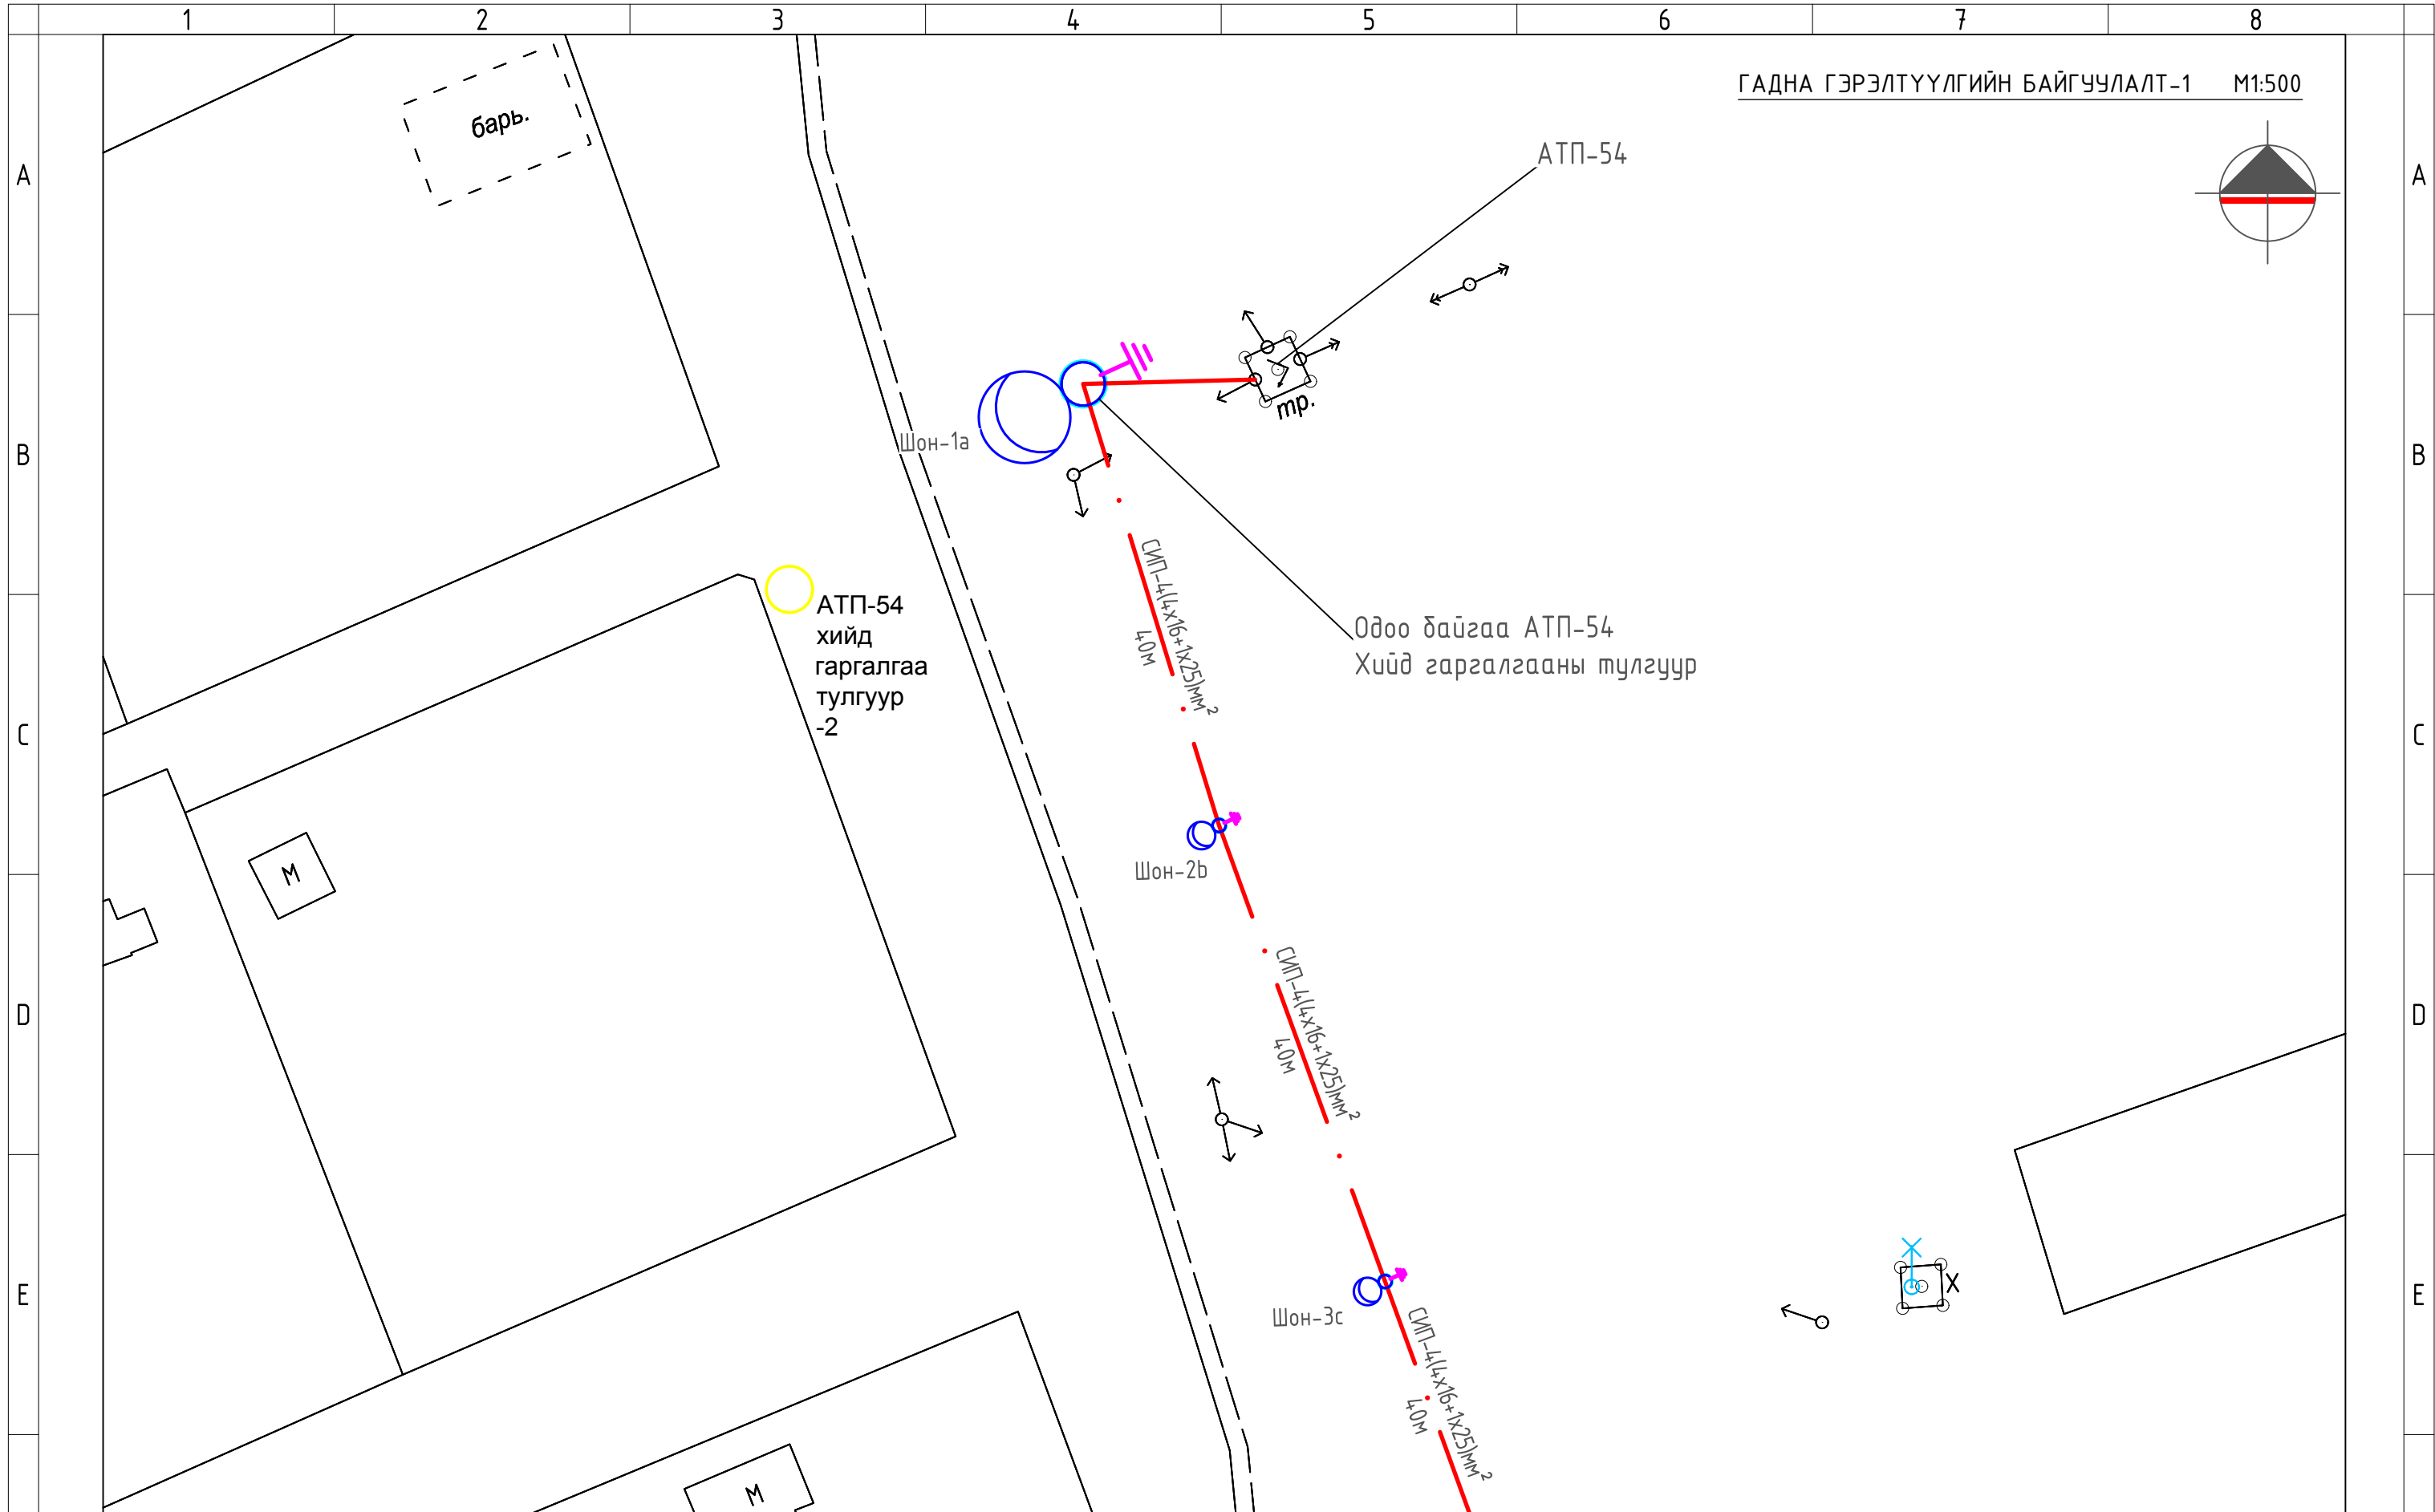 1 2 3 4 5 6 7 8
ГАДНА ГЭРЭЛТҮҮЛГИЙН БАЙГУУЛАЛТ-1 М1:500
барь.
АТП-54
A A
тр.
Шон-1a
B B
СИП-4(4х16+1х25)мм²
40м
АТП-54
хийд
гаргалгаа
тулгуур
-2
Одоо байгаа АТП-54
Хийд гаргалгааны тулгуур
C C
М
Шон-2b
СИП-4(4х16+1х25)мм²
40м
D D
Х
E E
Шон-3c
СИП-4(4х16+1х25)мм²
40м
М